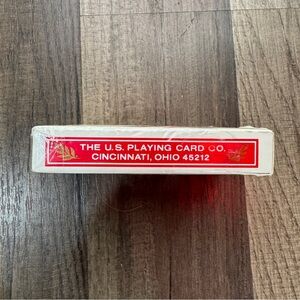 THE U.S. PLAYING CARD CO.
CINCINNATI, OHIO 45212